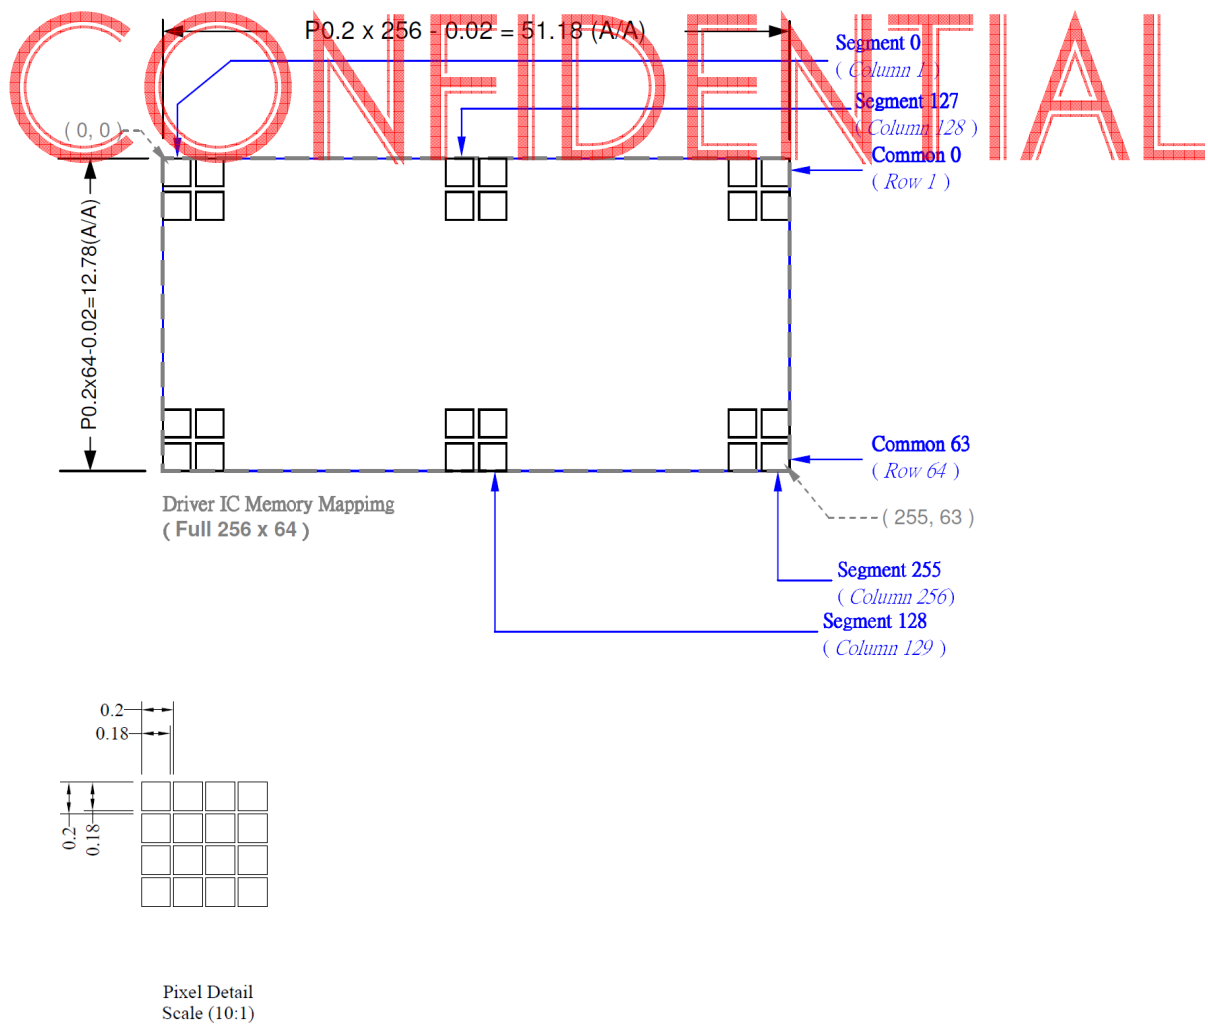 CONFIDENTIAL
P0.2 x 256 - 0.02 = 51.18 (A/A)
Segment 0
( Column 1 )
Segment 127
( Column 128 )
( 0, 0 )
Common 0
( Row 1 )
P0.2x64-0.02=12.78(A/A)
Common 63
( Row 64 )
Driver IC Memory Mappimg
( Full 256 x 64 )
( 255, 63 )
Segment 255
( Column 256)
Segment 128
( Column 129 )
0.2
0.18
0.2
0.18
Pixel Detail
Scale (10:1)